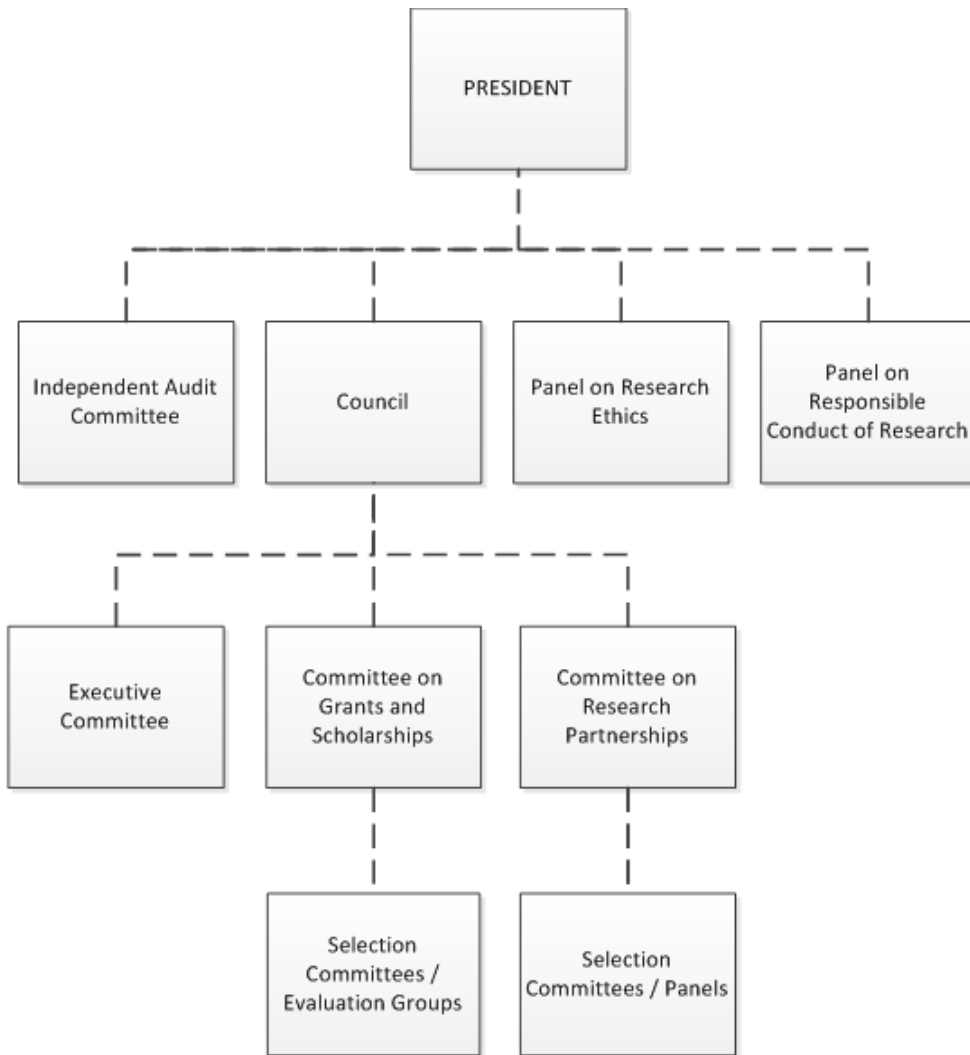 PRESIDENT
Independent Audit
Committee
Council
Panel on Research
Ethics
Panel on
Responsible
Conduct of Research
Executive
Committee
Committee on
Grants and
Scholarships
Committee on
Research
Partnerships
Selection
Committees /
Evaluation Groups
Selection
Committees / Panels